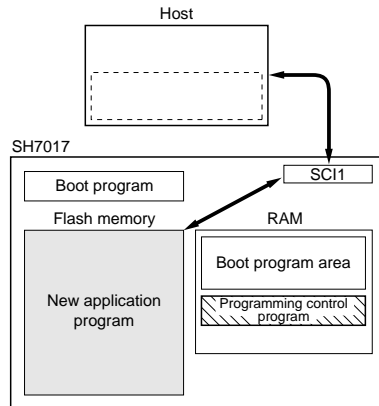 Host
SH7017
SCI1
Boot program
Flash memory
RAM
Boot program area
New application
program
Programming control
program